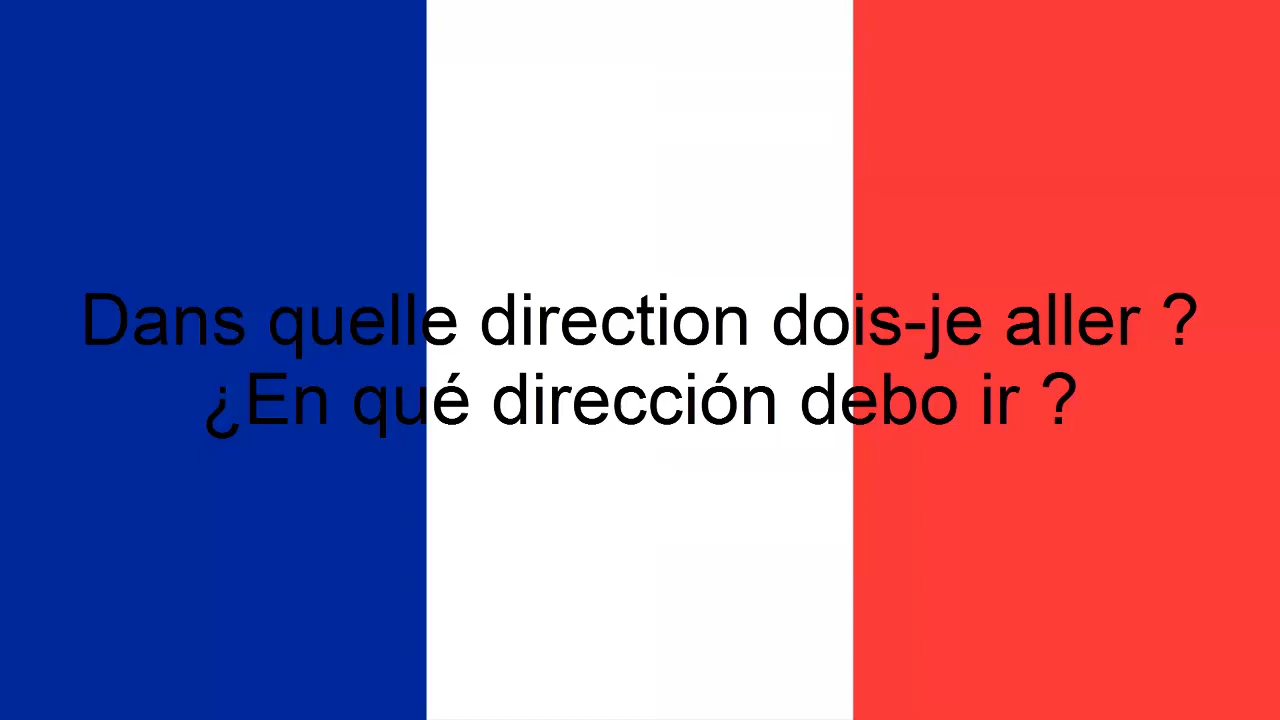 Dans quelle direction dois-je aller ?
¿En qué dirección debo ir ?